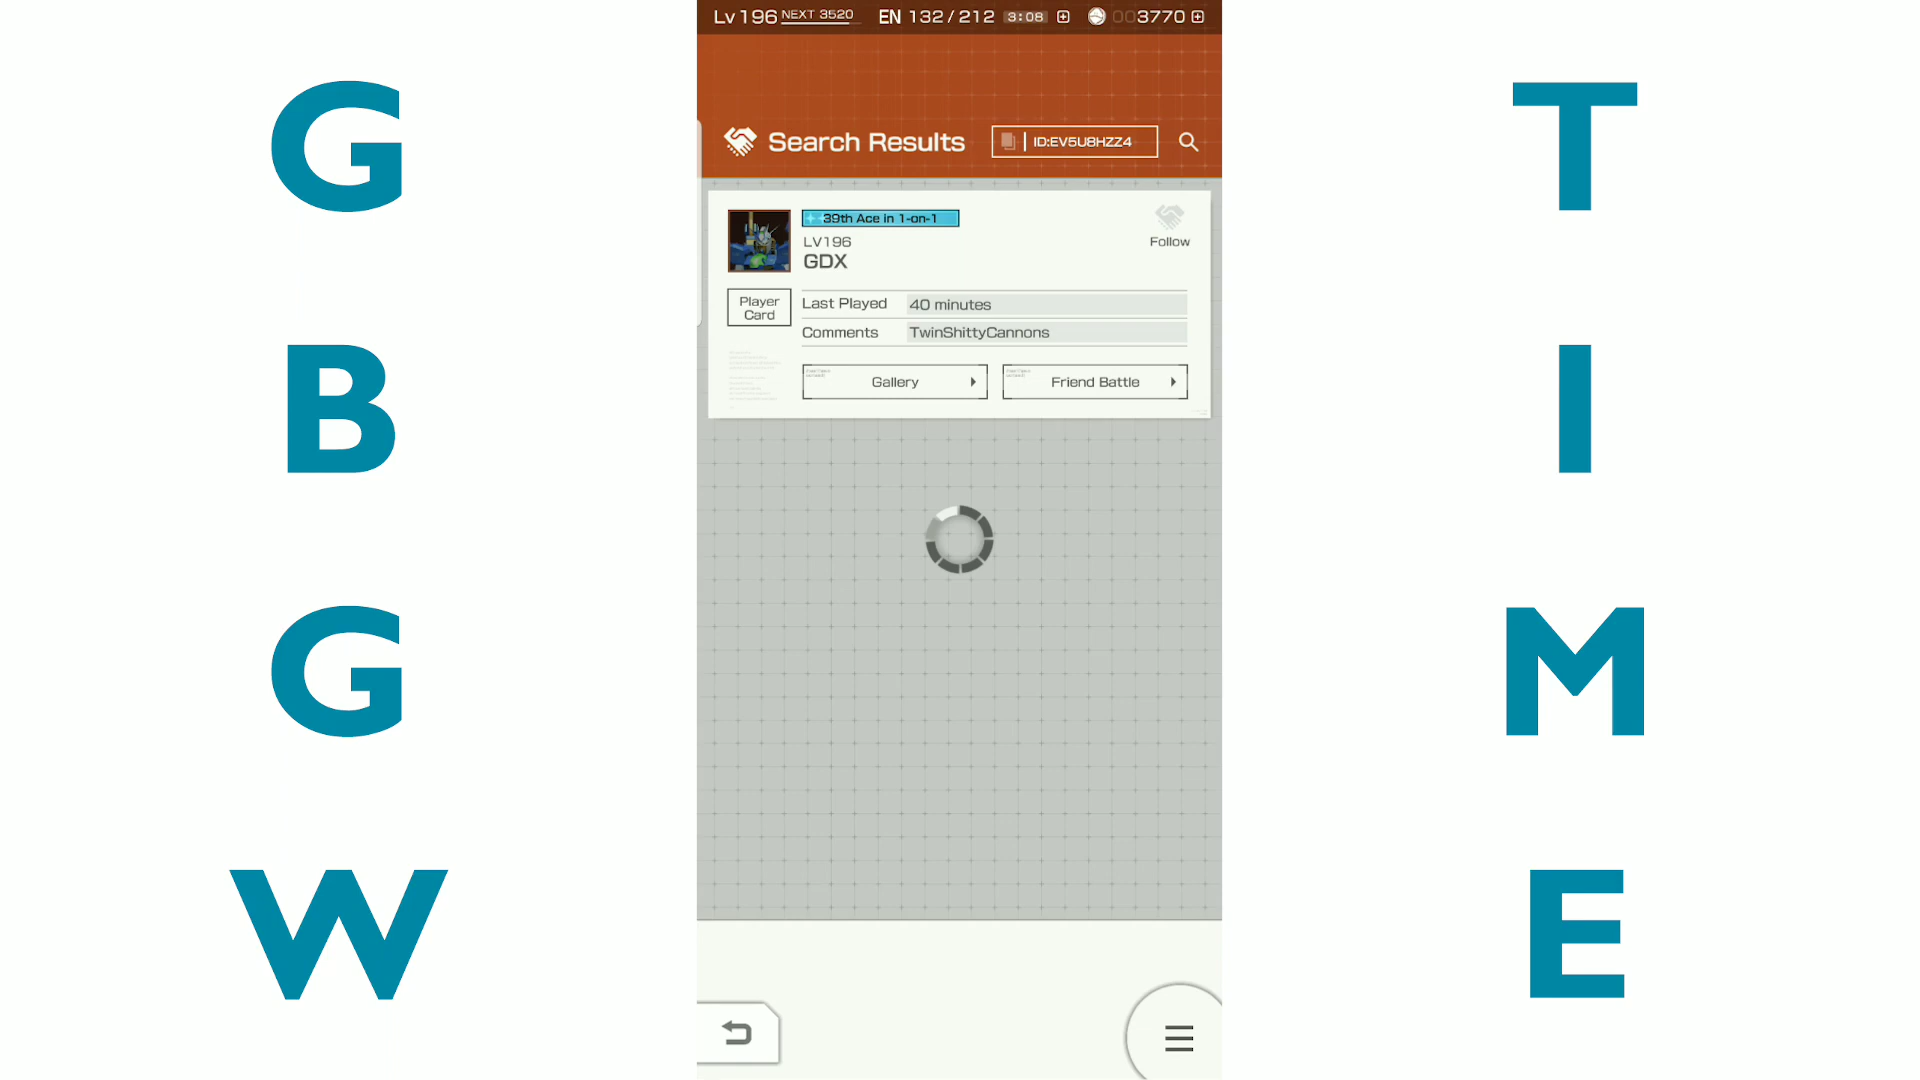 G
B
G
W
Lv 196 NEXT 3520 EN 132/212 3:08 003770
Search Results
ID:EV5U8HZZ4
39th Ace in 1-on-1
LV196
GDX
Follow
Player
Card
Last Played 40 minutes
Comments TwinShittyCannons
Gallery
Friend Battle
T
I
M
E